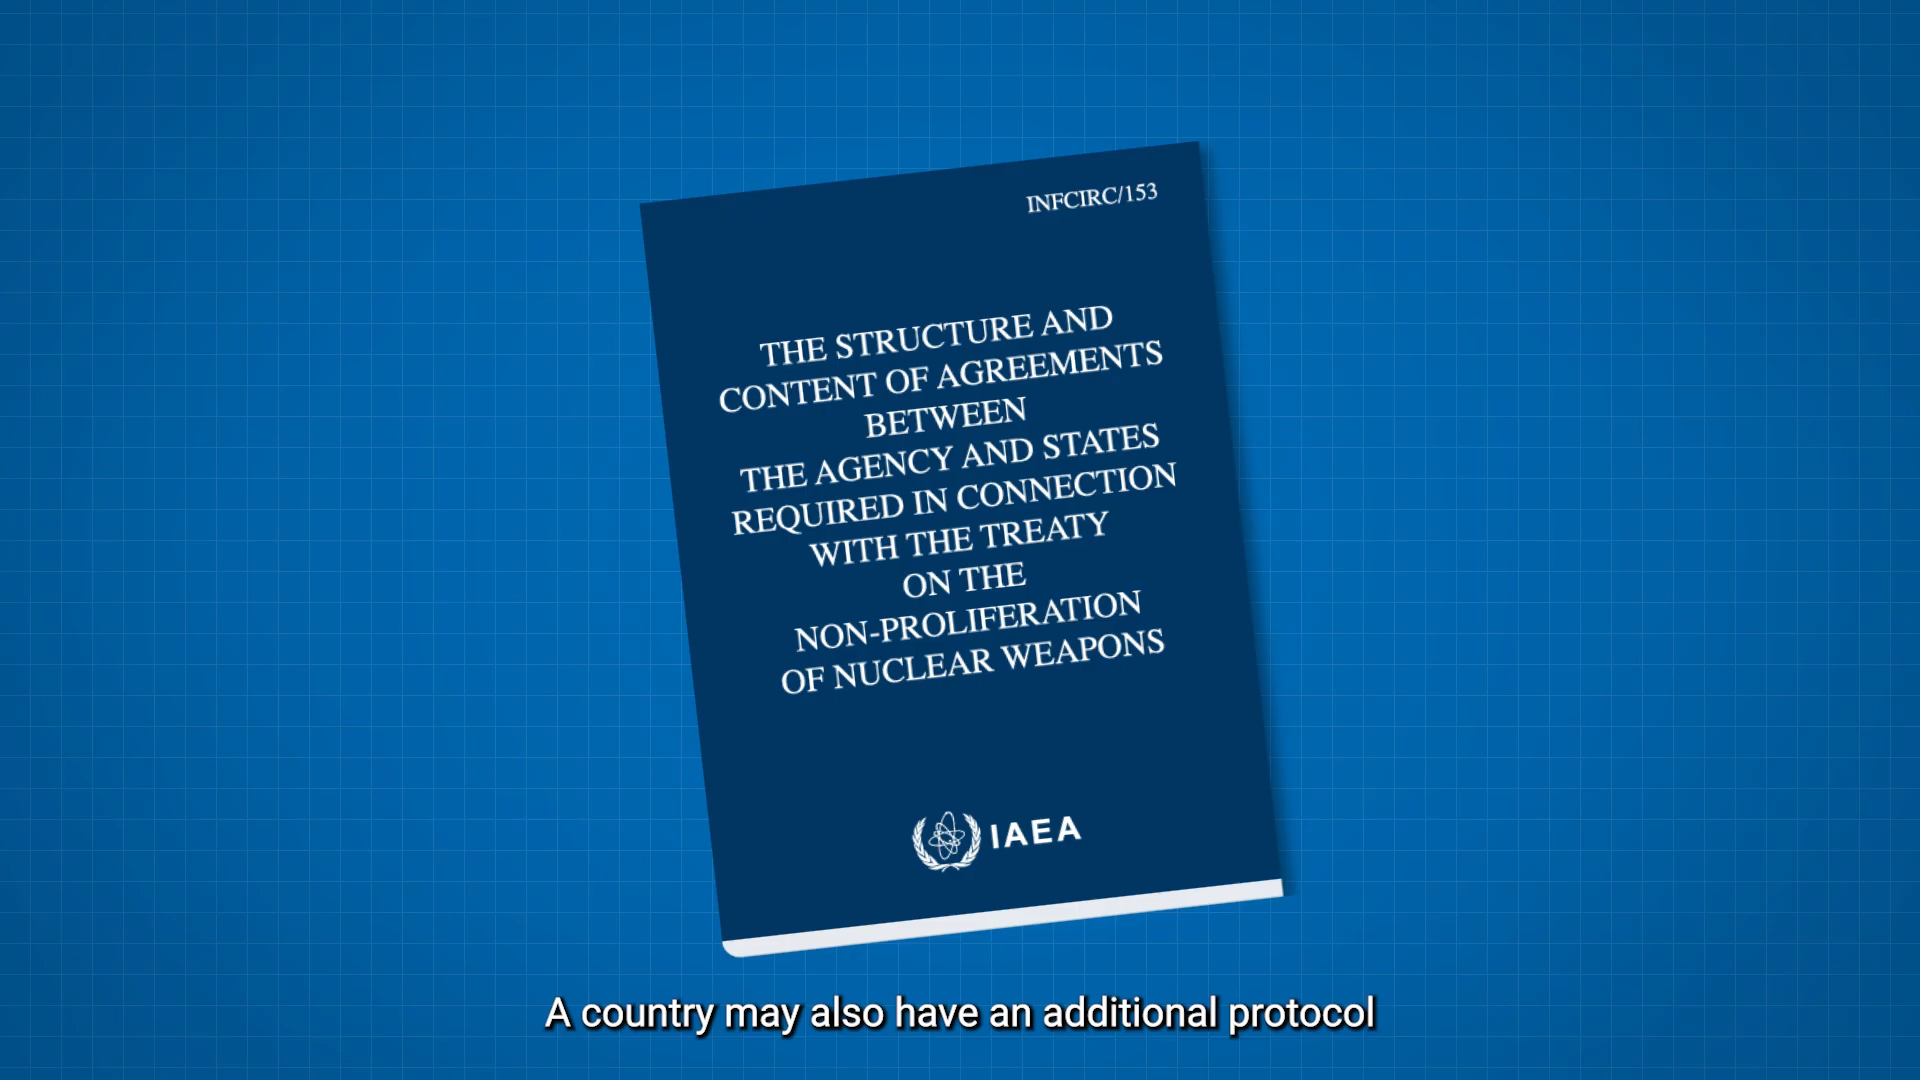 INFCIRC/153
THE STRUCTURE AND
CONTENT OF AGREEMENTS
BETWEEN
THE AGENCY AND STATES
REQUIRED IN CONNECTION
WITH THE TREATY
ON THE
NON-PROLIFERATION
OF NUCLEAR WEAPONS
IAEA
A country may also have an additional protocol